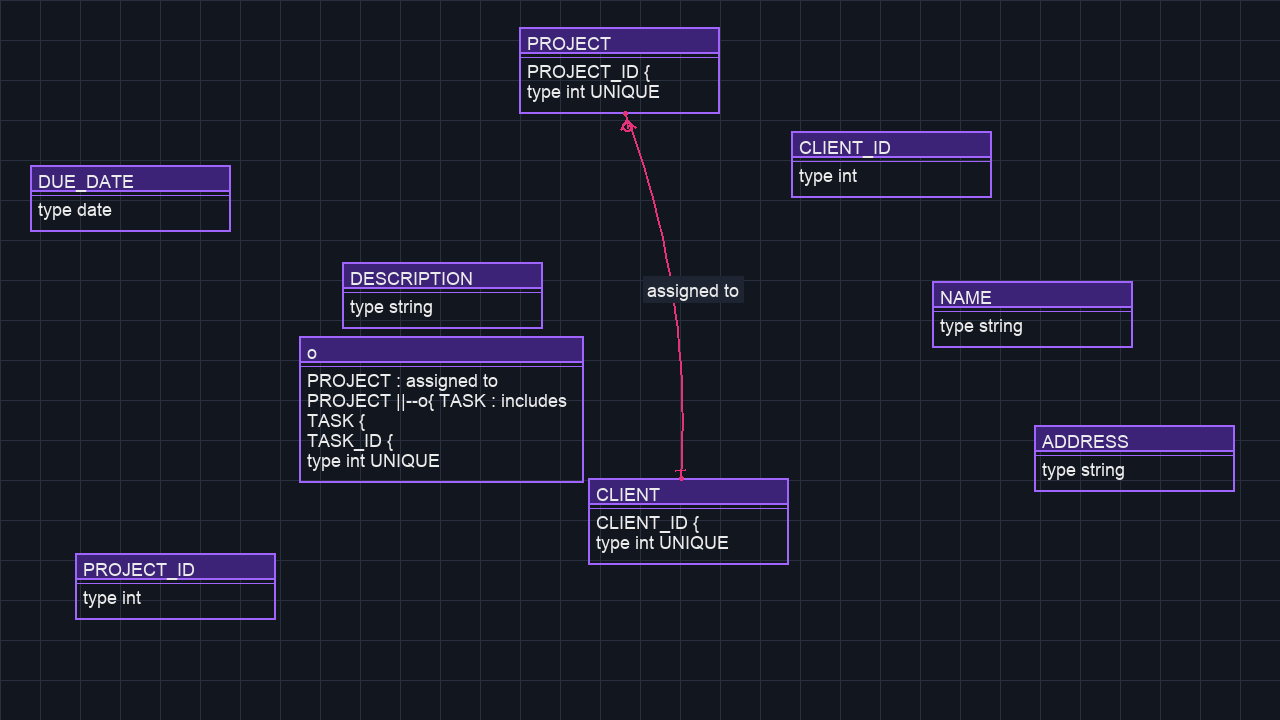 PROJECT
PROJECT_ID {
type int UNIQUE
CLIENT_ID
type int
DUE_DATE
type date
DESCRIPTION
type string
assigned to
NAME
type string
o
PROJECT : assigned to
PROJECT ||--o{ TASK : includes
TASK {
TASK_ID {
type int UNIQUE
ADDRESS
type string
CLIENT
CLIENT_ID {
type int UNIQUE
PROJECT_ID
type int